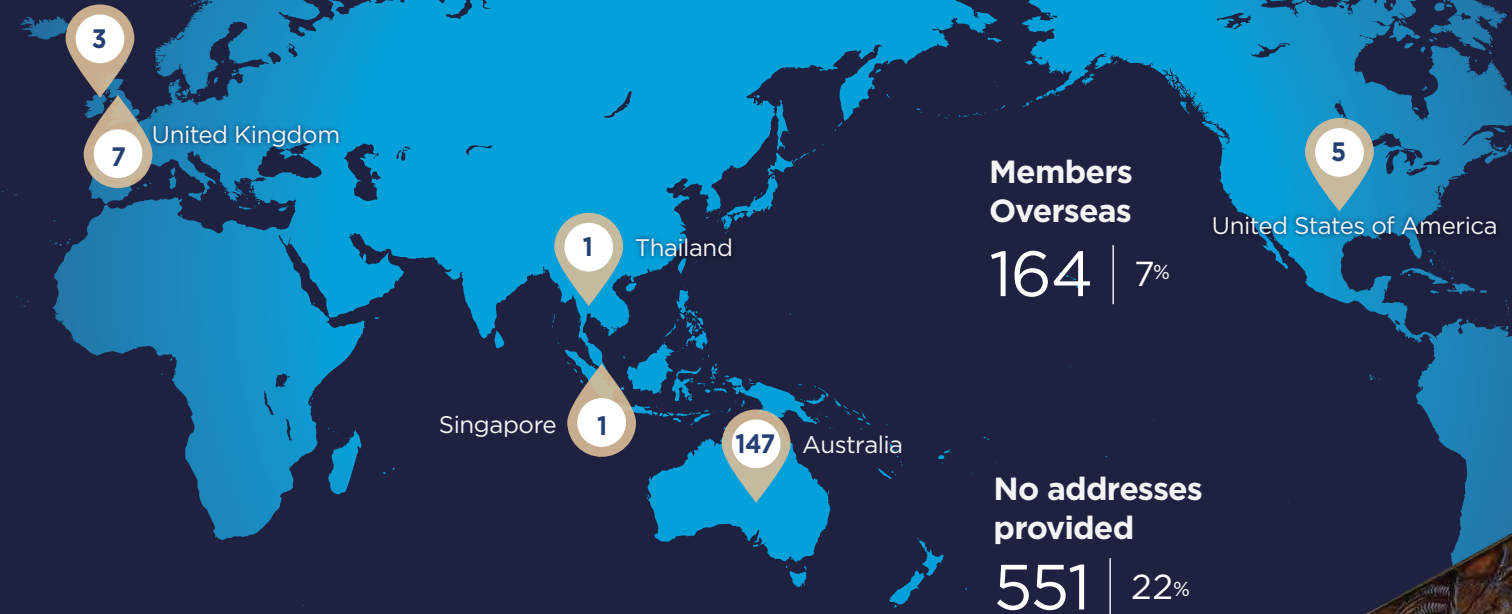 3
7
United Kingdom
1
Thailand
Singapore
1
147
Australia
Members
Overseas
164 7%
5
United States of America
No addresses
provided
551 22%